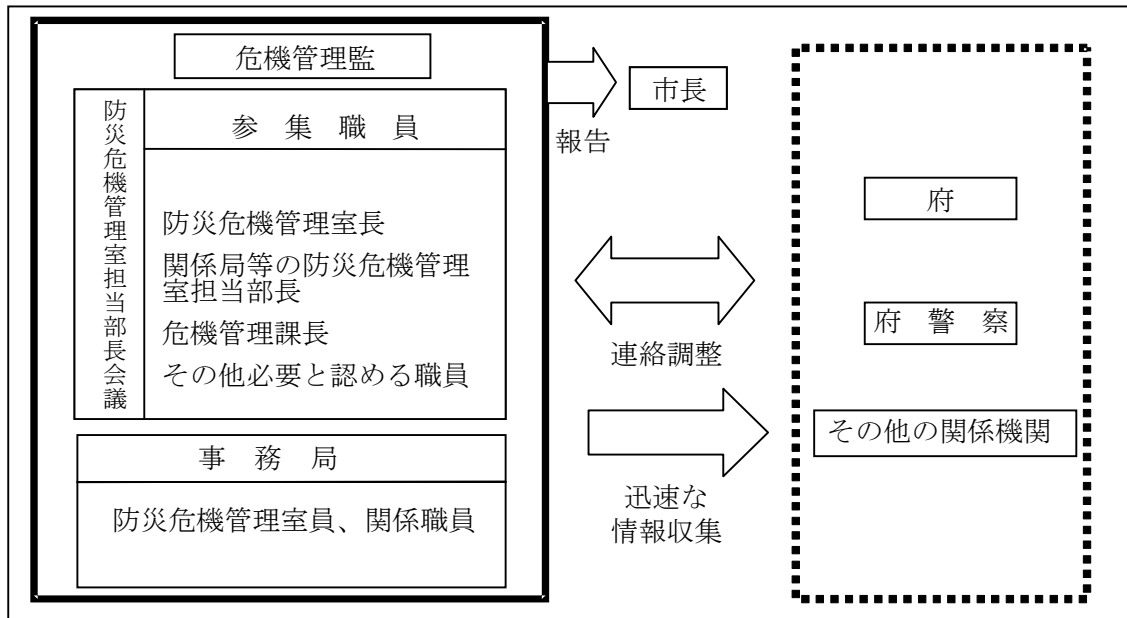 危機管理監
防災危機管理室担当部長会議
参 集 職 員
防災危機管理室長
関係局等の防災危機管理
室担当部長
危機管理課長
その他必要と認める職員
事 務 局
防災危機管理室員、関係職員
報告
市長
連絡調整
迅速な
情報収集
府
府 警 察
その他の関係機関